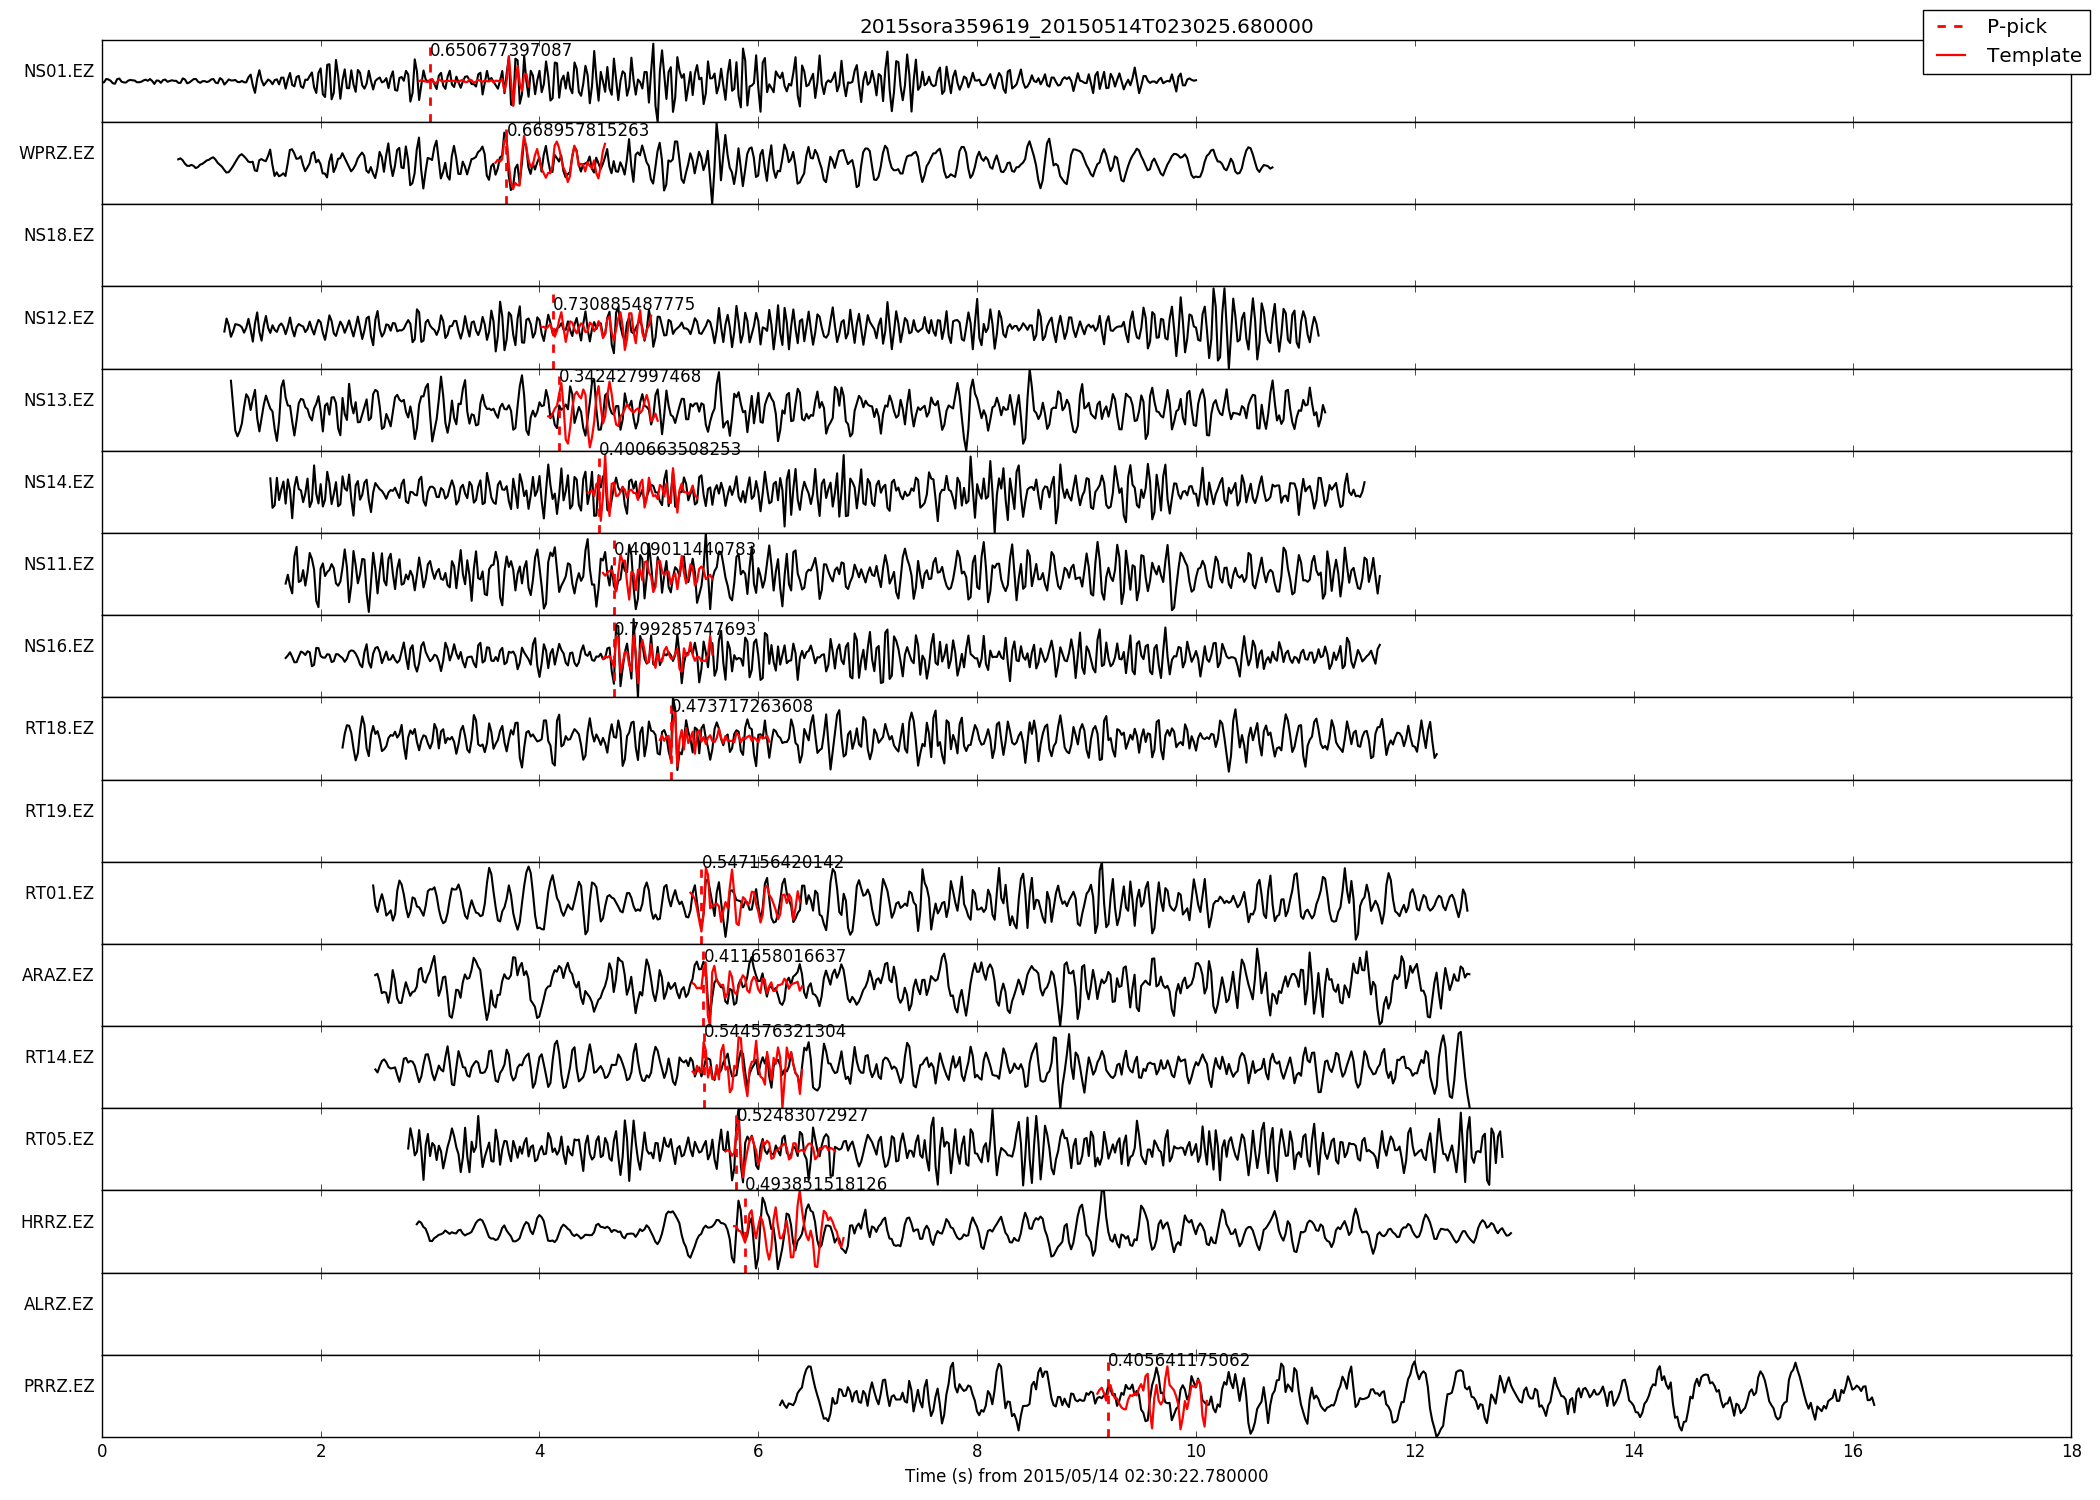 2015sora359619_20150514T023025.680000
P-pick
Template
NS01.EZ
0.650677397087
WPRZ.EZ
0.668957815263
NS18.EZ
NS12.EZ
0.730885487775
NS13.EZ
0.342427997468
NS14.EZ
0.400663508253
NS11.EZ
0.409011440783
NS16.EZ
0.799285747693
RT18.EZ
0.473717263608
RT19.EZ
RT01.EZ
0.547156420142
ARAZ.EZ
0.411658016637
RT14.EZ
0.544576321304
RT05.EZ
0.52483072927
HRRZ.EZ
0.493851518126
ALRZ.EZ
PRRZ.EZ
0.405641175062
0 2 4 6 8 10 12 14 16 18
Time (s) from 2015/05/14 02:30:22.780000